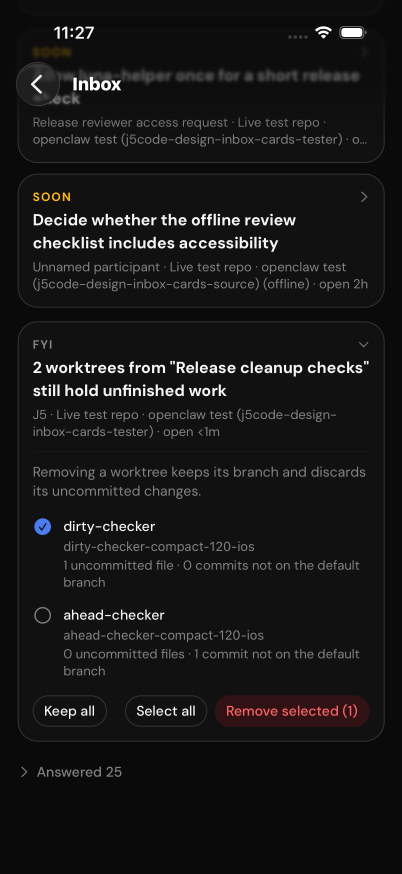 11:27
SOON
Inbox
once for a short release
Release reviewer access request · Live test repo ·
openclaw test (j5code-design-inbox-cards-tester) · o...
SOON
Decide whether the offline review
checklist includes accessibility
Unnamed participant · Live test repo · openclaw test
(j5code-design-inbox-cards-source) (offline) · open 2h
FYI
2 worktrees from "Release cleanup checks"
still hold unfinished work
J5 · Live test repo · openclaw test (j5code-design-
inbox-cards-tester) · open <1m
Removing a worktree keeps its branch and discards
its uncommitted changes.
dirty-checker
dirty-checker-compact-120-ios
1 uncommitted file · 0 commits not on the default
branch
ahead-checker
ahead-checker-compact-120-ios
0 uncommitted files · 1 commit not on the default
branch
Keep all
Select all
Remove selected (1)
Answered 25